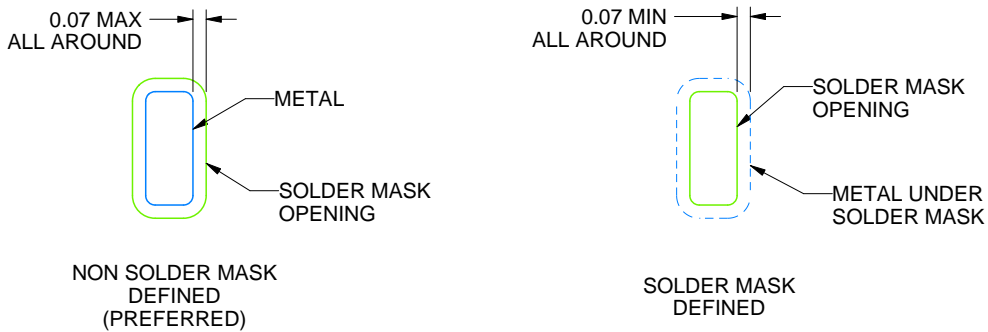 0.07 MAX
ALL AROUND
METAL
SOLDER MASK
OPENING
NON SOLDER MASK
DEFINED
(PREFERRED)
0.07 MIN
ALL AROUND
SOLDER MASK
OPENING
METAL UNDER
SOLDER MASK
SOLDER MASK
DEFINED